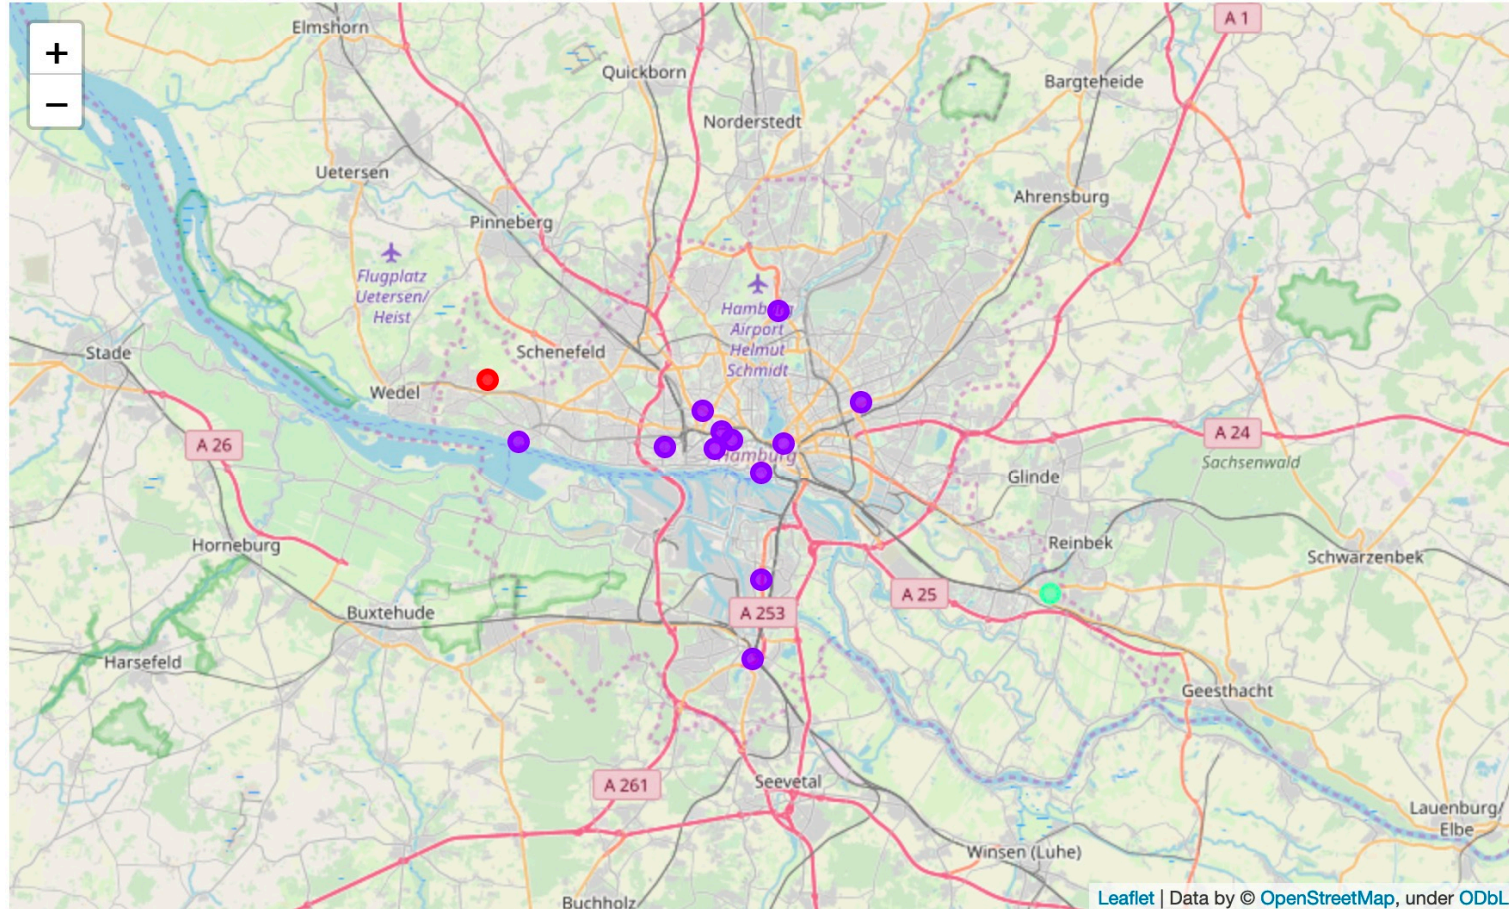 +
−
Elmshorn
A 1
Quickborn
Bargteheide
Norderstedt
Uetersen
Ahrensburg
Pinneberg
Flugplatz
Uetersen/
Heist
Hamburg
Airport
Helmut
Schmidt
Stade
Schenefeld
Wedel
A 26
A 24
Hamburg
Sachsenwald
Glinde
Horneburg
Reinbek
Schwarzenbek
A 25
Buxtehude
A 253
Harsefeld
Geesthacht
A 261
Seevetal
Lauenburg/
Elbe
Winsen (Luhe)
Buchholz
Leaflet | Data by © OpenStreetMap, under ODbL